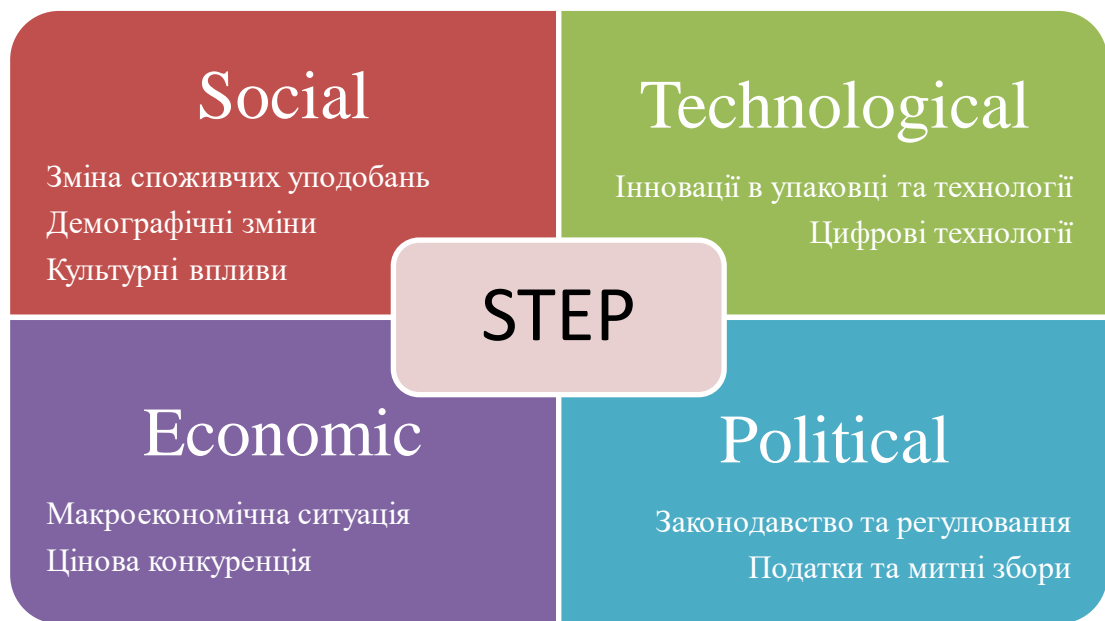 Social
Зміна споживчих уподобань
Демографічні зміни
Культурні впливи
Technological
Інновації в упаковці та технології
Цифрові технології
STEP
Economic
Макроекономічна ситуація
Цінова конкуренція
Political
Законодавство та регулювання
Податки та митні збори